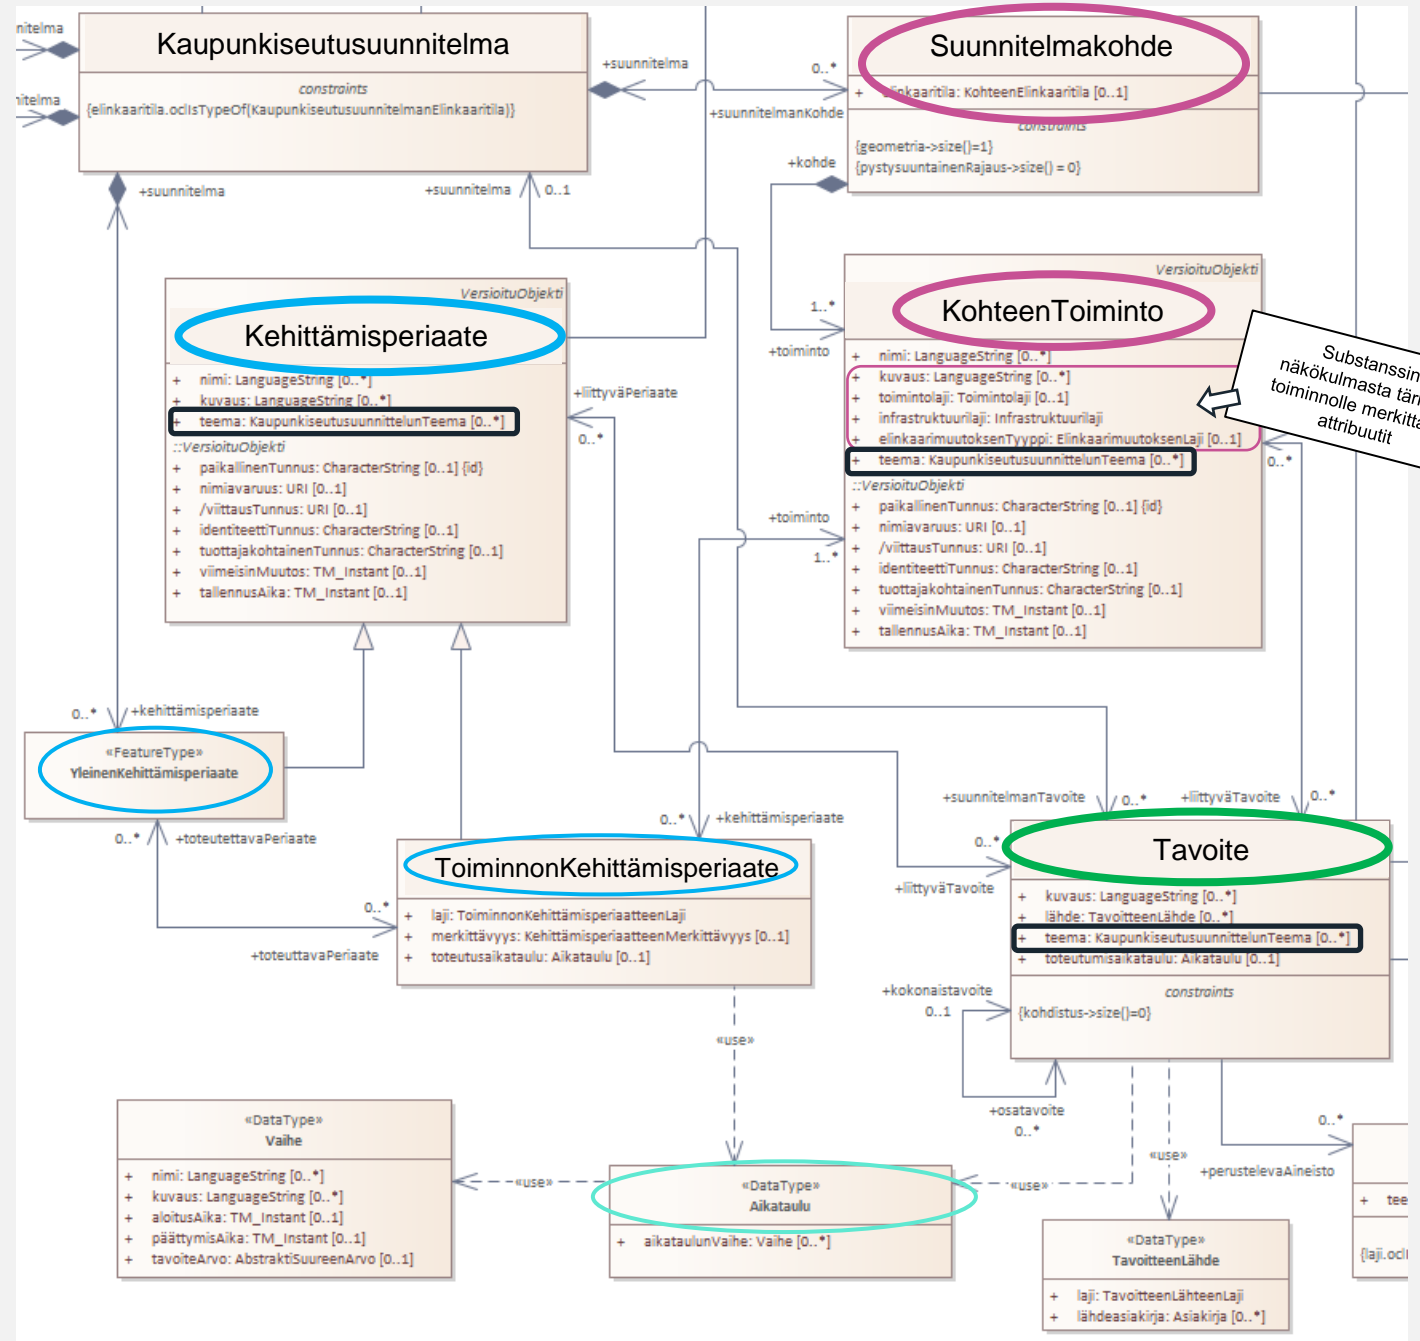 nitelma
nitelma
Kaupunkiseutusuunnitelma
constraints
{elinkaaritila.oclIsTypeOf(KaupunkiseutusuunnitelmanElinkaaritila)}
+suunnitelma
0..*
+suunnitelmanKohde
Suunnitelmakohde
+ elinkaaritila: KohteenElinkaaritila [0..1]
constraints
{geometria->size()=1}
{pystysuuntainenRajaus->size() = 0}
+kohde
+suunnitelma
+suunnitelma
0..1
VersioituObjekti
Kehittämisperiaate
+ nimi: LanguageString [0..*]
+ kuvaus: LanguageString [0..*]
+ teema: KaupunkiseutusuunnittelunTeema [0..*]
::VersioituObjekti
+ paikallinenTunnus: CharacterString [0..1] {id}
+ nimiavaruus: URI [0..1]
+ /viittausTunnus: URI [0..1]
+ identiteettiTunnus: CharacterString [0..1]
+ tuottajakohtainenTunnus: CharacterString [0..1]
+ viimeisinMuutos: TM_Instant [0..1]
+ tallennusAika: TM_Instant [0..1]
+liittyväPeriaate
0..*
1..*
+toiminto
VersioituObjekti
KohteenToiminto
+ nimi: LanguageString [0..*]
+ kuvaus: LanguageString [0..*]
+ toimintolaji: Toimintolaji [0..1]
+ infrastruktuurilaji: Infrastruktuurilaji
+ elinkaarimuutoksenTyyppi: ElinkaarimuutoksenLaji [0..1]
+ teema: KaupunkiseutusuunnittelunTeema [0..*]
::VersioituObjekti
+ paikallinenTunnus: CharacterString [0..1] {id}
+ nimiavaruus: URI [0..1]
+ /viittausTunnus: URI [0..1]
+ identiteettiTunnus: CharacterString [0..1]
+ tuottajakohtainenTunnus: CharacterString [0..1]
+ viimeisinMuutos: TM_Instant [0..1]
+ tallennusAika: TM_Instant [0..1]
Substanssin
näkökulmasta tär
toiminnolle merkittä
attribuutit
0..*
+toiminto
1..*
0..*
+kehittämisperiaate
«FeatureType»
YleinenKehittämisperiaate
0..*
+toteutettavaPeriaate
0..*
+toteuttavaPeriaate
0..*
+kehittämisperiaate
ToiminnonKehittämisperiaate
+ laji: ToiminnonKehittämisperiaatteenLaji
+ merkittävyys: KehittämisperiaatteenMerkittävyys [0..1]
+ toteutusaikataulu: Aikataulu [0..1]
+suunnitelmanTavoite
0..*
+liittyväTavoite
0..*
0..*
+liittyväTavoite
Tavoite
+ kuvaus: LanguageString [0..*]
+ lähde: TavoitteenLähde [0..*]
+ teema: KaupunkiseutusuunnittelunTeema [0..*]
+ toteutumisaikataulu: Aikataulu [0..1]
constraints
{kohdistus->size()=0}
+kokonaistavoite
0..1
+osatavoite
0..*
«use»
«use»
«use»
«use»
+perustelevaAineisto
0..*
«DataType»
Vaihe
+ nimi: LanguageString [0..*]
+ kuvaus: LanguageString [0..*]
+ aloitusAika: TM_Instant [0..1]
+ päättymisAika: TM_Instant [0..1]
+ tavoiteArvo: AbstraktiSuureenArvo [0..1]
«DataType»
Aikataulu
+ aikataulunVaihe: Vaihe [0..*]
«DataType»
TavoitteenLähde
+ laji: TavoitteenLähteenLaji
+ lähdeasiakirja: Asiakirja [0..*]
+ tee
{laji.ocl